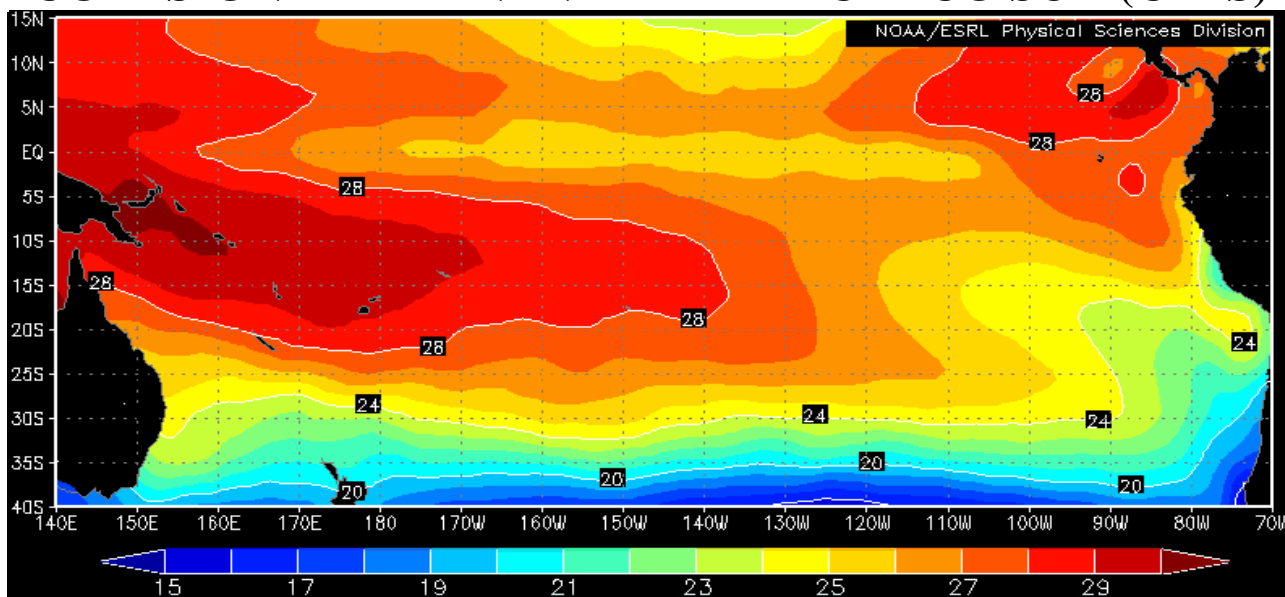 NOAA/ESRL Physical Sciences Division
15N
10N
5N
EQ
5S
10S
15S
20S
25S
30S
35S
40S
28
28
28
28
28
28
24
24
24
24
20
20
20
140E 150E 160E 170E 180 170W 160W 150W 140W 130W 120W 110W 100W 90W 80W 70W
15 17 19 21 23 25 27 29